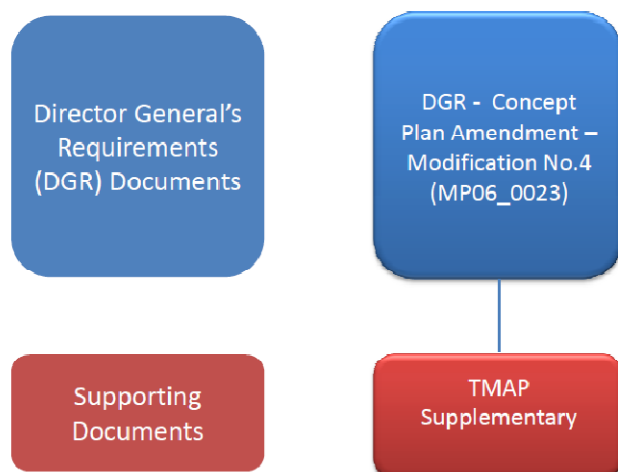 Director General’s
Requirements
(DGR) Documents
DGR -  Concept
Plan Amendment –
Modification No.4
(MP06_0023)
Supporting
Documents
TMAP
Supplementary